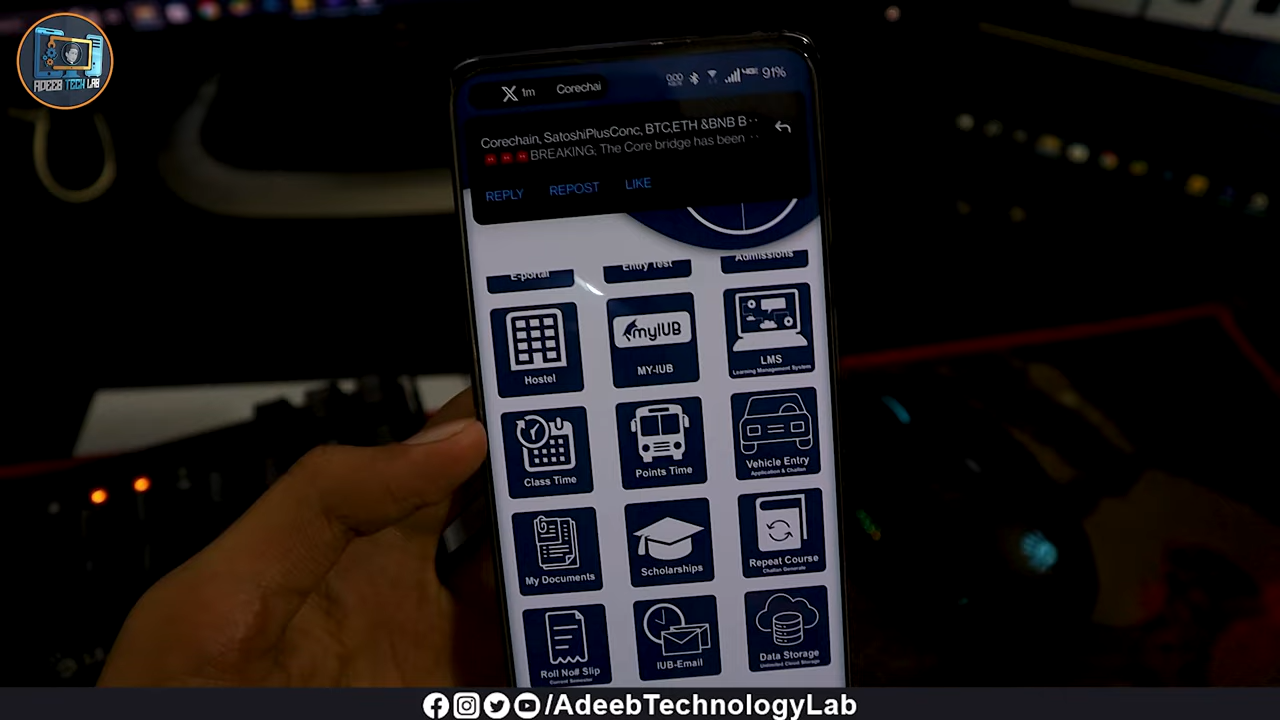 ADEEB TECH LAB
1m Corechai
91%
Corechain, SatoshiPlusConc, BTC,ETH &BNB B··
BREAKING, The Core bridge has been ··
REPLY REPOST LIKE
E-portal Entry Test Admissions
Hostel
myIUB
MY-IUB
LMS
Learning Management System
Class Time
Points Time
Vehicle Entry
Application & Challan
My Documents
Scholarships
Repeat Course
Challan Generate
Roll No# Slip
Current Semester
IUB-Email
Data Storage
Unlimited Cloud Storage
/AdeebTechnologyLab